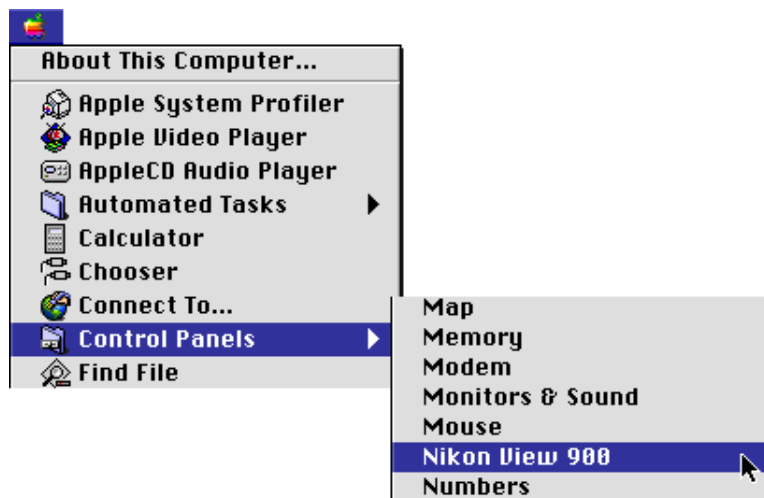 About This Computer...
Apple System Profiler
Apple Video Player
AppleCD Audio Player
Automated Tasks
Calculator
Chooser
Connect To...
Control Panels
Find File
Map
Memory
Modem
Monitors & Sound
Mouse
Nikon View 900
Numbers